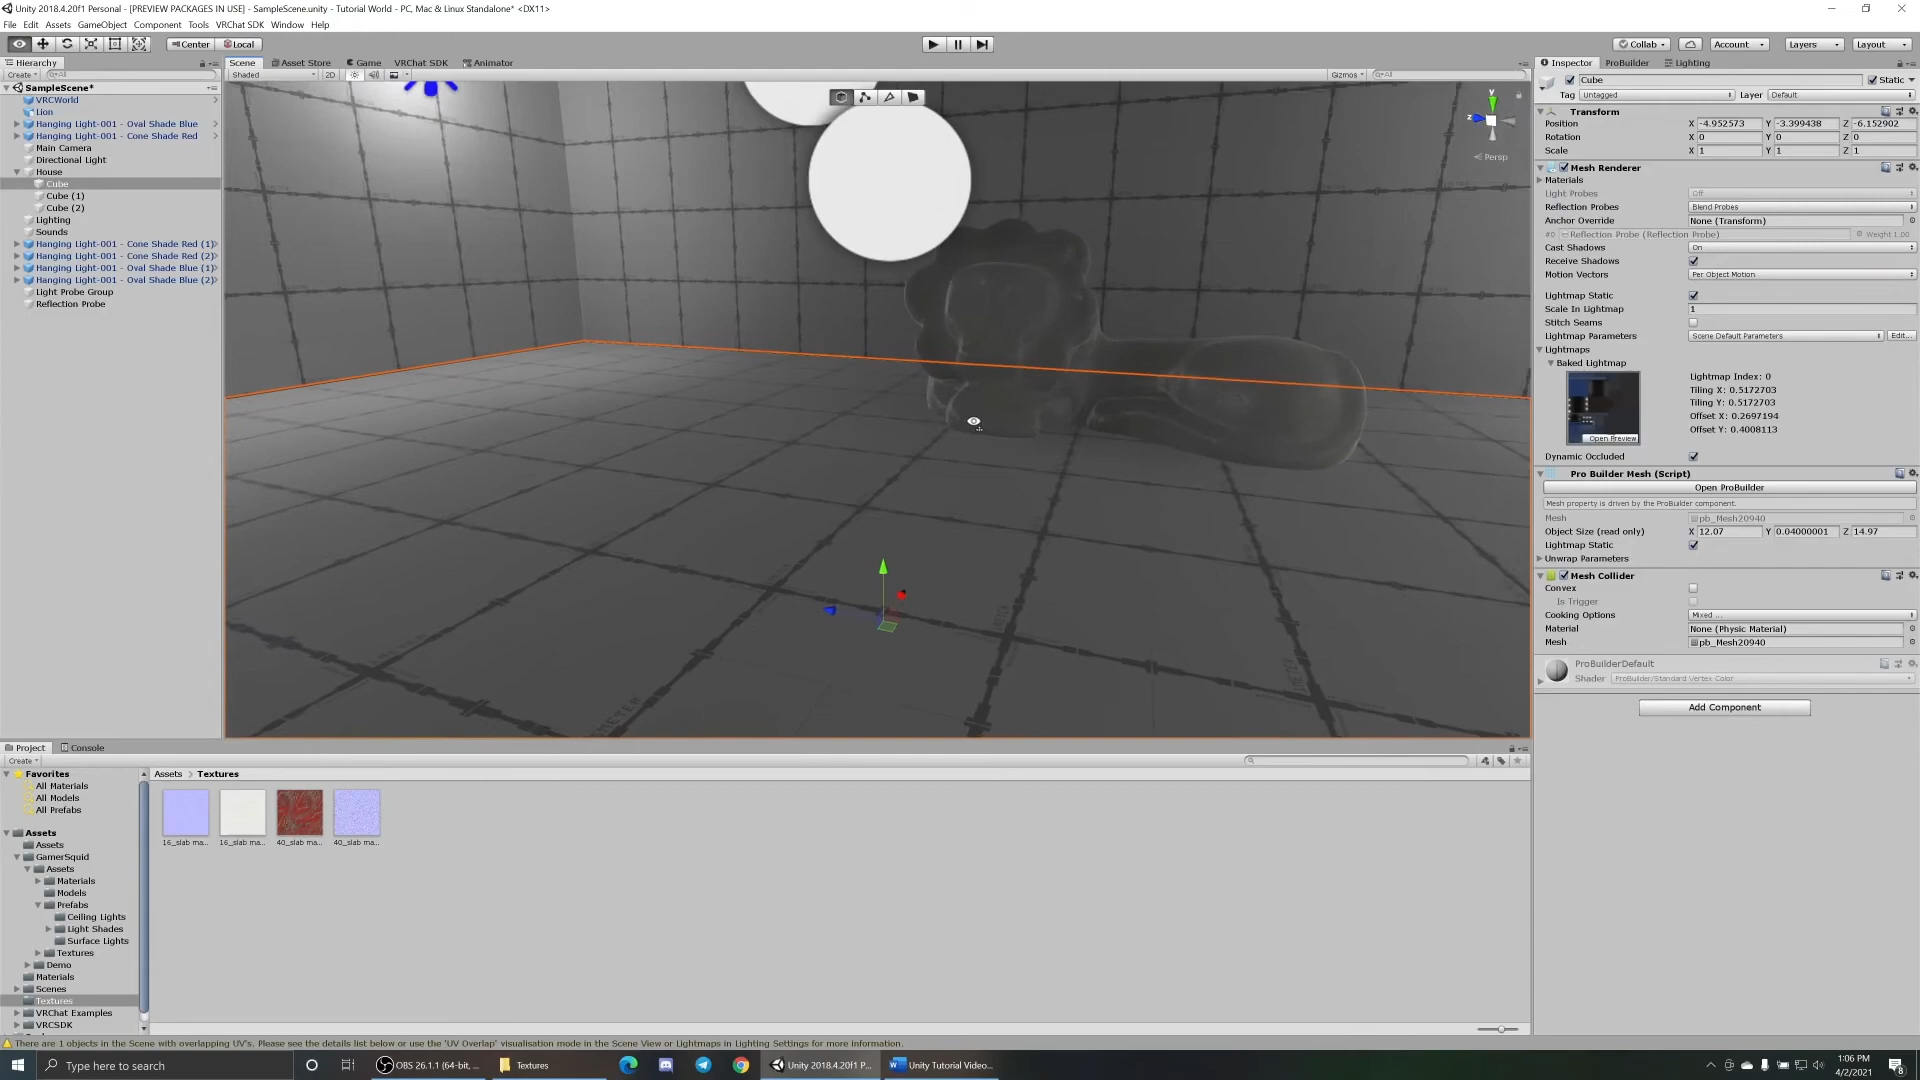 Unity 2018.4.20f1 Personal - [PREVIEW PACKAGES IN USE] - SampleScene.unity - Tutorial World - PC, Mac & Linux Standalone* <DX11>
File Edit Assets GameObject Component Tools VRChat SDK Window Help
Center Local
Collab Account Layers Layout
Hierarchy
Create All
SampleScene*
VRCWorld
Lion
Hanging Light-001 - Oval Shade Blue
Hanging Light-001 - Cone Shade Red
Main Camera
Directional Light
House
Cube
Cube (1)
Cube (2)
Lighting
Sounds
Hanging Light-001 - Cone Shade Red (1)
Hanging Light-001 - Cone Shade Red (2)
Hanging Light-001 - Oval Shade Blue (1)
Hanging Light-001 - Oval Shade Blue (2)
Light Probe Group
Reflection Probe
Scene Asset Store Game VRChat SDK Animator
Shaded 2D Gizmos All
y
z
Persp
METER
Inspector ProBuilder Lighting
Cube Static
Tag Untagged Layer Default
Transform
Position X -4.952573 Y -3.399438 Z -6.152902
Rotation X 0 Y 0 Z 0
Scale X 1 Y 1 Z 1
Mesh Renderer
Materials
Light Probes Off
Reflection Probes Blend Probes
Anchor Override None (Transform)
#0 Reflection Probe (Reflection Probe) Weight 1.00
Cast Shadows On
Receive Shadows
Motion Vectors Per Object Motion
Lightmap Static
Scale In Lightmap 1
Stitch Seams
Lightmap Parameters Scene Default Parameters Edit...
Lightmaps
Baked Lightmap
Open Preview
Lightmap Index: 0
Tiling X: 0.5172703
Tiling Y: 0.5172703
Offset X: 0.2697194
Offset Y: 0.4008113
Dynamic Occluded
Pro Builder Mesh (Script)
Open ProBuilder
Mesh property is driven by the ProBuilder component.
Mesh pb_Mesh20940
Object Size (read only) X 12.07 Y 0.04000001 Z 14.97
Lightmap Static
Unwrap Parameters
Mesh Collider
Convex
Is Trigger
Cooking Options Mixed ...
Material None (Physic Material)
Mesh pb_Mesh20940
ProBuilderDefault
Shader ProBuilder/Standard Vertex Color
Add Component
Project Console
Create
Favorites
All Materials
All Models
All Prefabs
Assets
Assets
GamerSquid
Assets
Materials
Models
Prefabs
Ceiling Lights
Light Shades
Surface Lights
Textures
Demo
Materials
Scenes
Textures
VRChat Examples
VRCSDK
Assets > Textures
16_slab ma... 16_slab ma... 40_slab ma... 40_slab ma...
There are 1 objects in the Scene with overlapping UV's. Please see the details list below or use the 'UV Overlap' visualisation mode in the Scene View or Lightmaps in Lighting Settings for more information.
Type here to search
OBS 26.1.1 (64-bit, ...
Textures
Unity 2018.4.20f1 P...
Unity Tutorial Video...
1:06 PM
4/2/2021
8